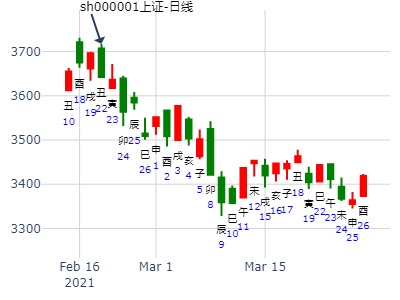 sh000001上证-日线
3700
3600
3500
3400
3300
丑
10
酉
18
戌
19
丑
22
寅
23
卯
24
辰
25
巳
26
申
1
酉
2
戌
3
亥
4
子
5
卯
8
辰
9
巳
10
午
11
未
12
戌
15
亥
16
子
17
丑
18
寅
19
巳
22
午
23
未
24
申
25
酉
26
Feb 16
2021
Mar 1
Mar 15